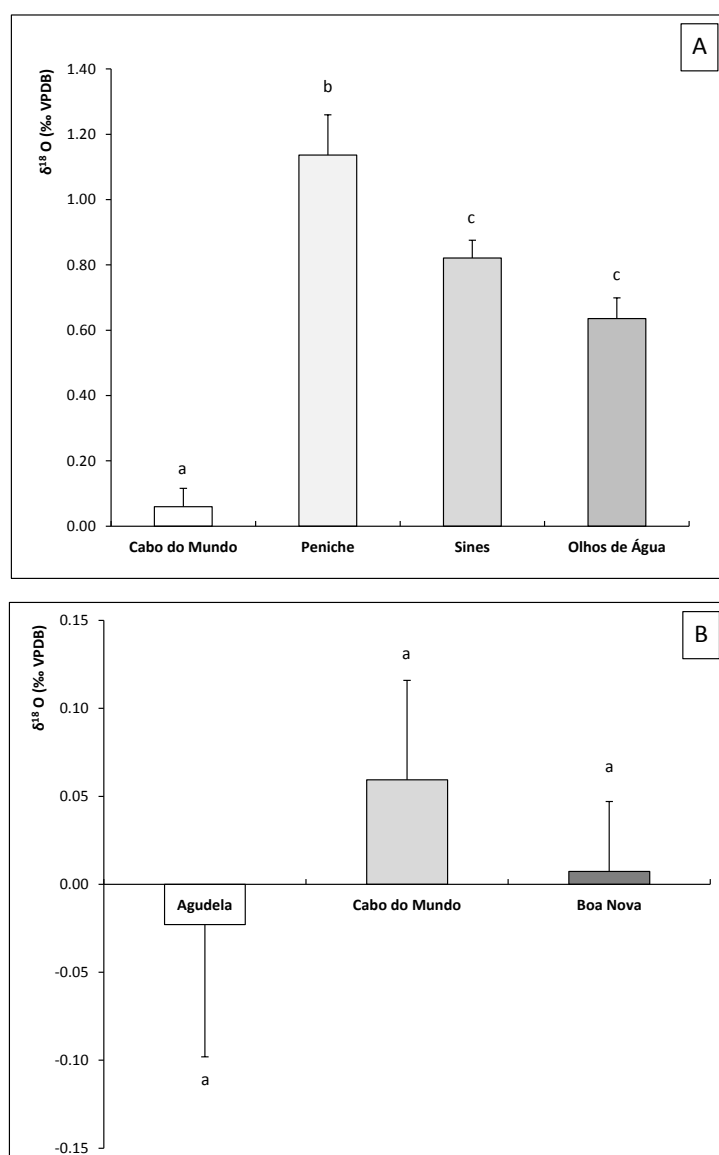 A
1.40
1.20
1.00
0.80
0.60
0.40
0.20
0.00
δ¹⁸ O (‰ VPDB)
a
b
c
c
Cabo do Mundo Peniche Sines Olhos de Água
B
0.15
0.10
0.05
0.00
-0.05
-0.10
-0.15
δ¹⁸ O (‰ VPDB)
a
a
a
Agudela Cabo do Mundo Boa Nova